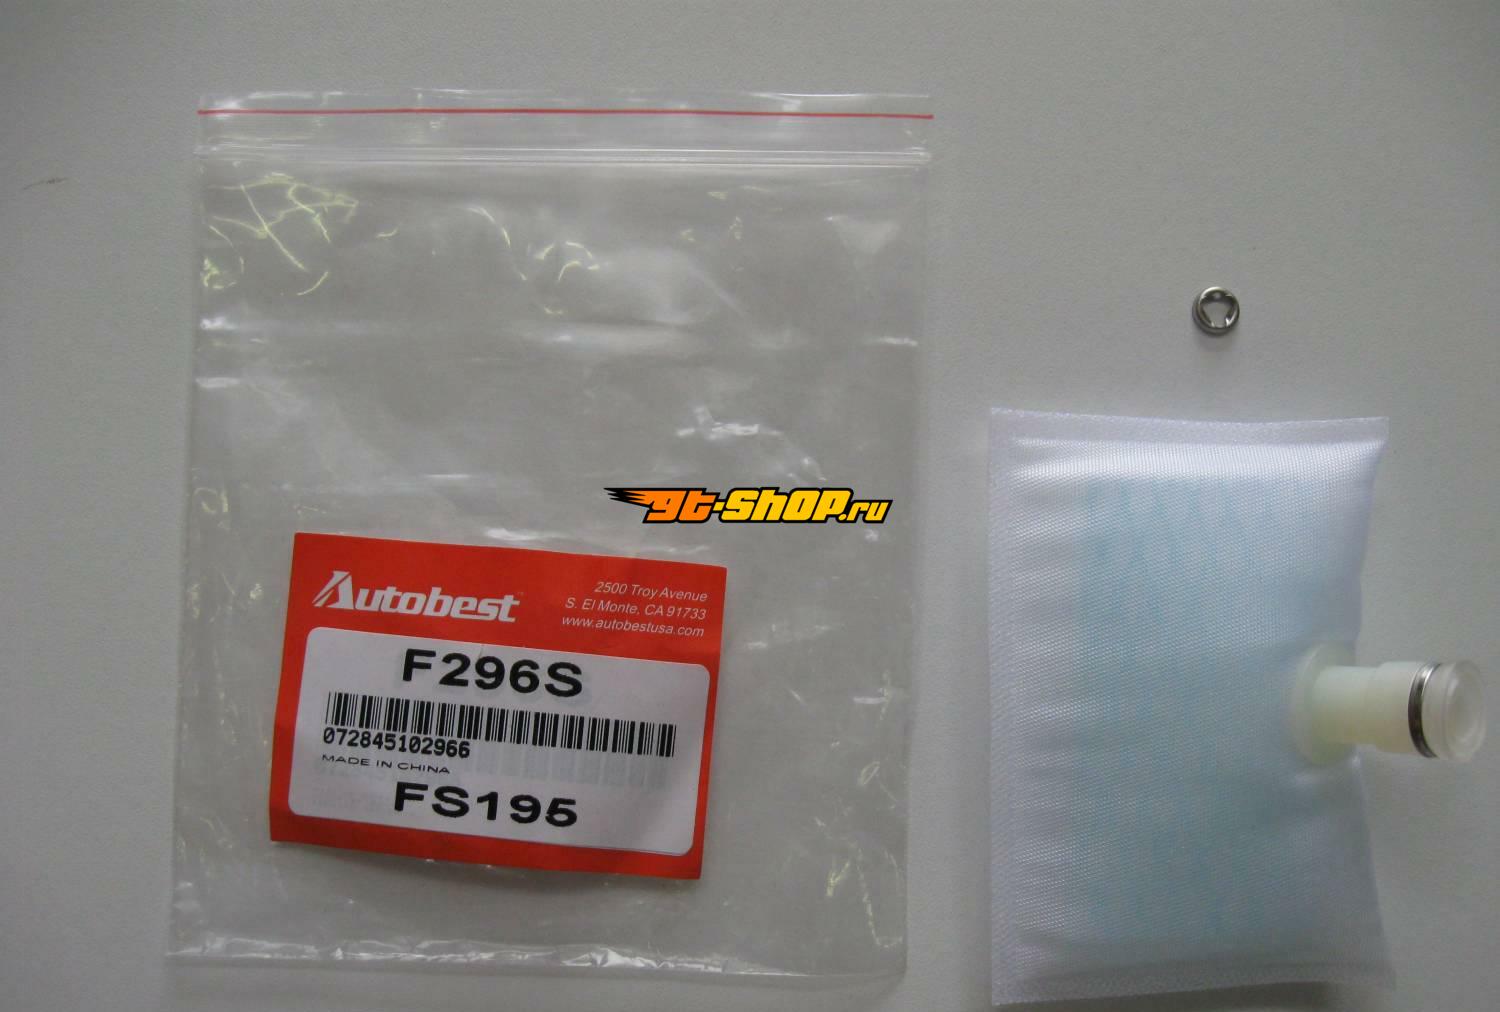 gt-shop.ru
Autobest
2500 Troy Avenue
S. El Monte, CA 91733
www.autobestusa.com
F296S
072845102966
MADE IN CHINA
FS195